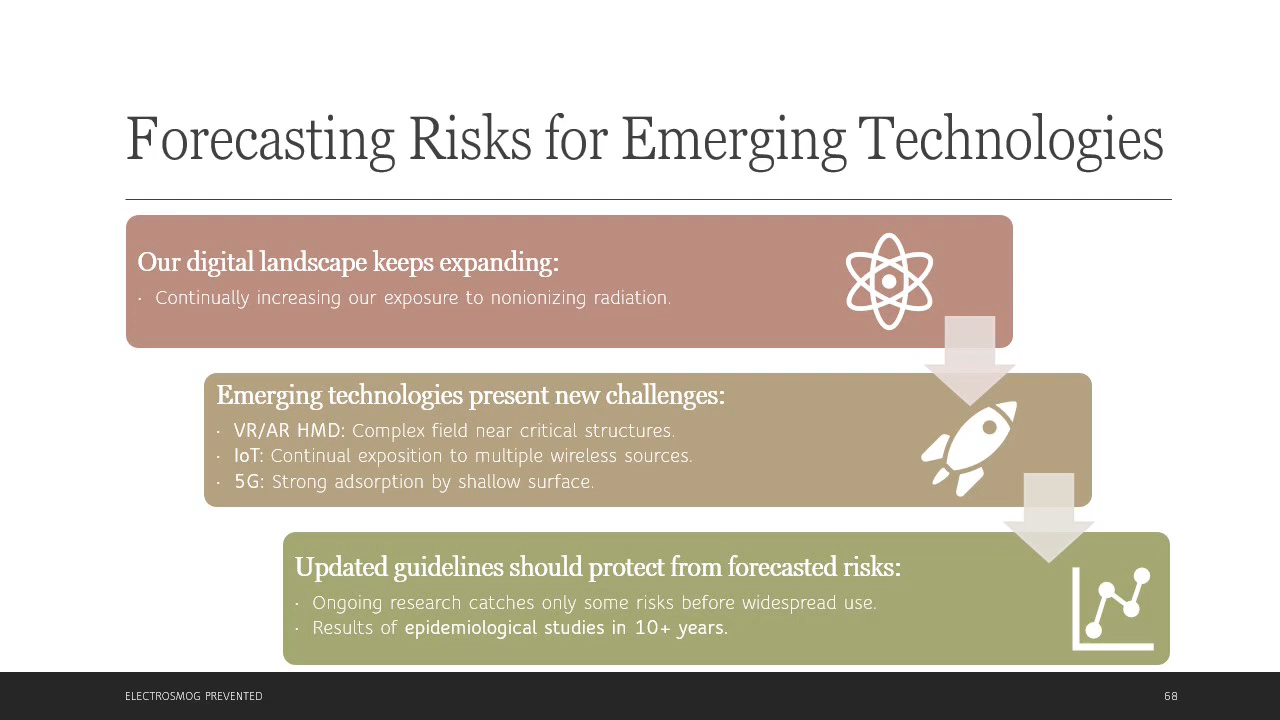 Forecasting Risks for Emerging Technologies
Our digital landscape keeps expanding:
· Continually increasing our exposure to nonionizing radiation.
Emerging technologies present new challenges:
· VR/AR HMD: Complex field near critical structures.
· IoT: Continual exposition to multiple wireless sources.
· 5G: Strong adsorption by shallow surface.
Updated guidelines should protect from forecasted risks:
· Ongoing research catches only some risks before widespread use.
· Results of epidemiological studies in 10+ years.
ELECTROSMOG PREVENTED
68